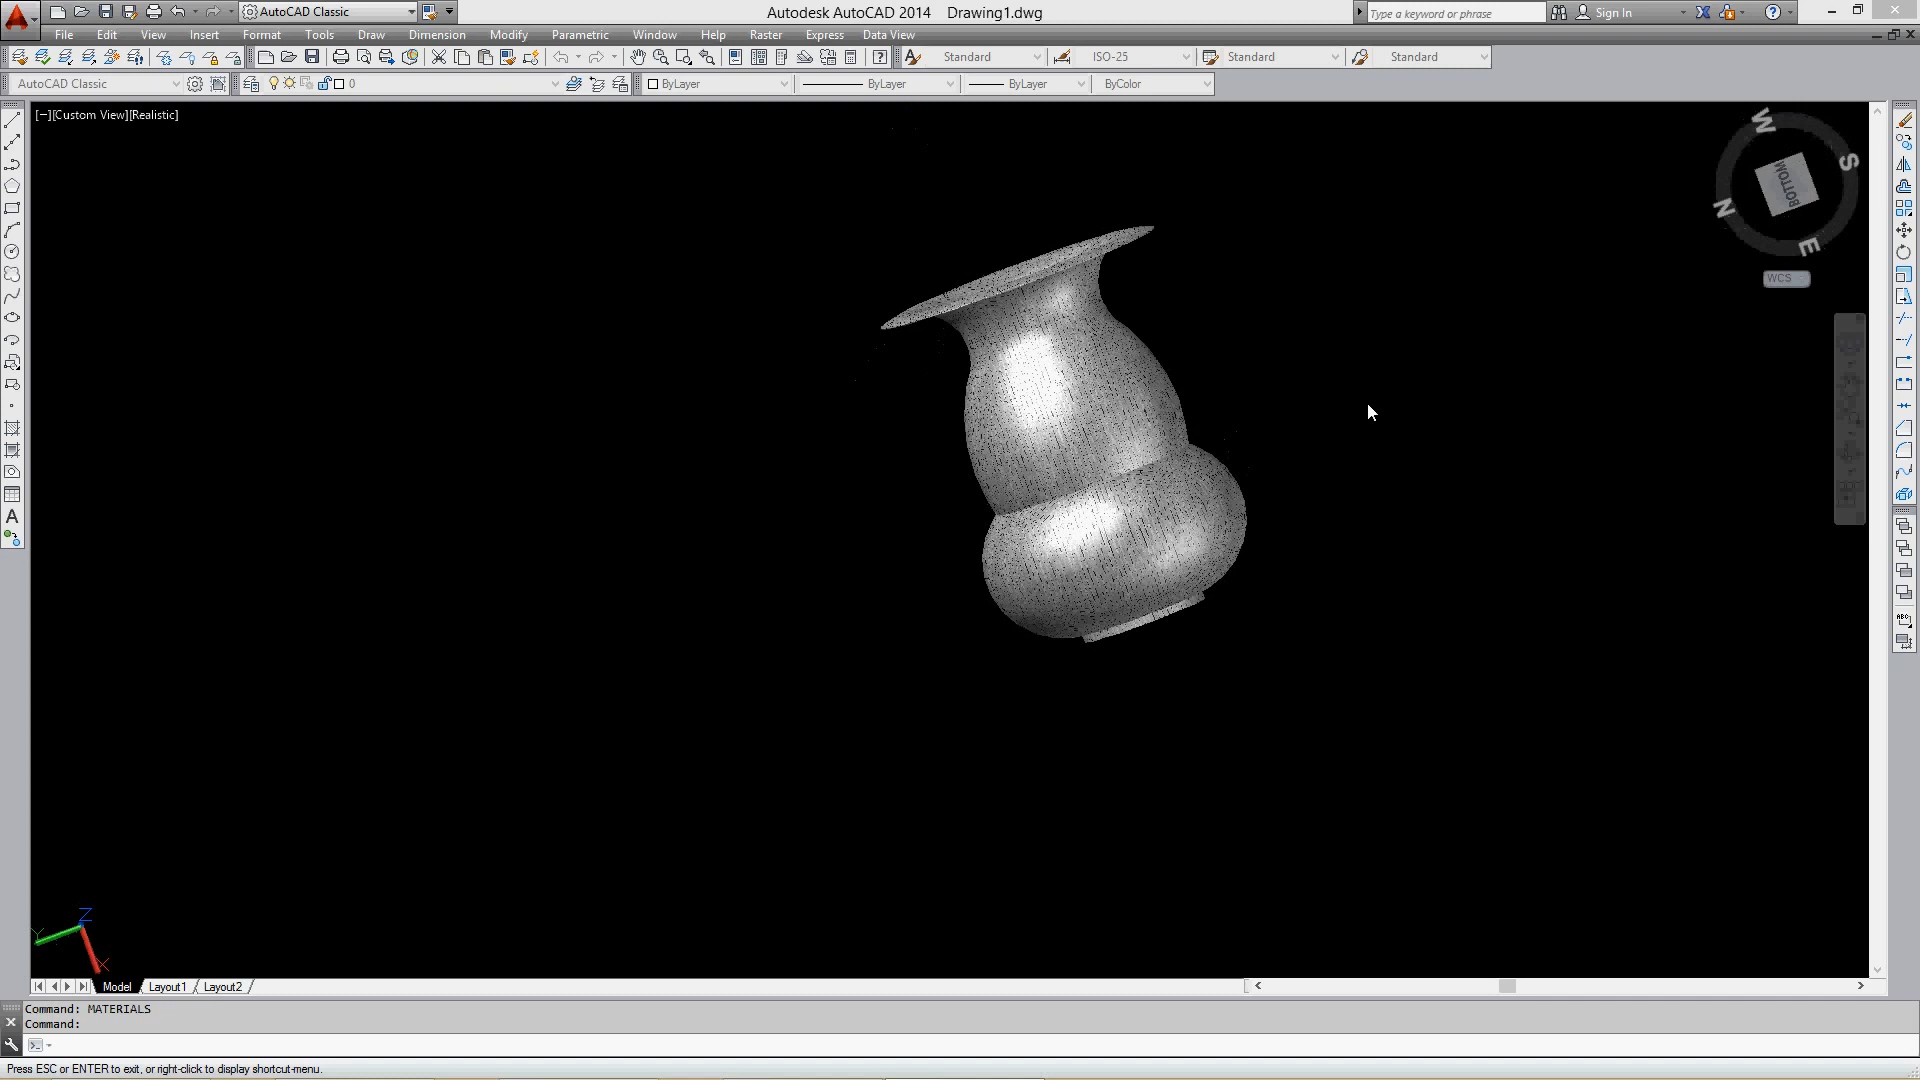 AutoCAD Classic
Autodesk AutoCAD 2014 Drawing1.dwg
Type a keyword or phrase
Sign In
File Edit View Insert Format Tools Draw Dimension Modify Parametric Window Help Raster Express Data View
Standard ISO-25 Standard Standard
AutoCAD Classic 0 ByLayer ByLayer ByLayer ByColor
[−][Custom View][Realistic]
W S N E
BOTTOM
WCS
A
ABC
Z
Y
X
Model Layout1 Layout2
Command: MATERIALS
Command:
Press ESC or ENTER to exit, or right-click to display shortcut-menu.